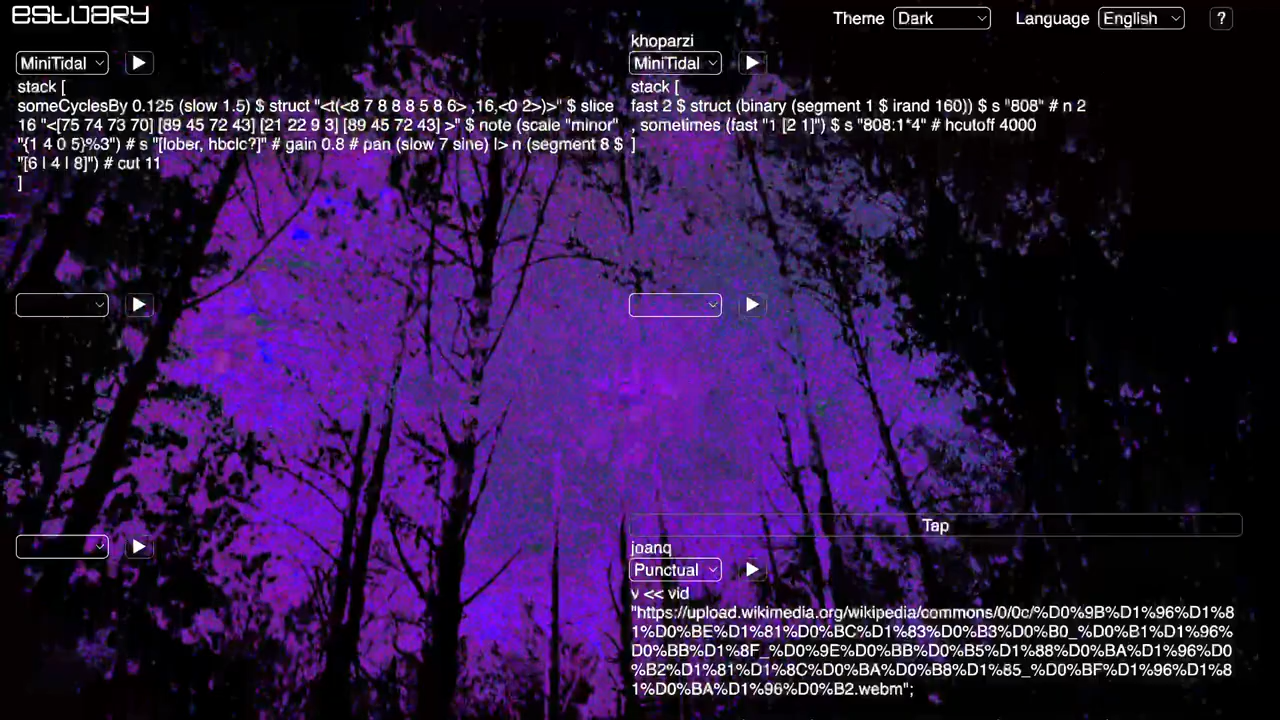 estuary
Theme Dark Language English ?
MiniTidal
stack [
someCyclesBy 0.125 (slow 1.5) $ struct "<t(<8 7 8 8 8 5 8 6> ,16,<0 2>)>" $ slice
16 "<[75 74 73 70] [89 45 72 43] [21 22 9 3] [89 45 72 43] >" $ note (scale "minor"
"{1 4 0 5}%3") # s "[lober, hbclc?]" # gain 0.8 # pan (slow 7 sine) |> n (segment 8 $
"[6 | 4 | 8]") # cut 11
]
khoparzi
MiniTidal
stack [
fast 2 $ struct (binary (segment 1 $ irand 160)) $ s "808" # n 2
, sometimes (fast "1 [2 1]") $ s "808:1*4" # hcutoff 4000
]
Tap
joanq
Punctual
v << vid
"https://upload.wikimedia.org/wikipedia/commons/0/0c/%D0%9B%D1%96%D1%8
1%D0%BE%D1%81%D0%BC%D1%83%D0%B3%D0%B0_%D0%B1%D1%96%
D0%BB%D1%8F_%D0%9E%D0%BB%D0%B5%D1%88%D0%BA%D1%96%D0
%B2%D1%81%D1%8C%D0%BA%D0%B8%D1%85_%D0%BF%D1%96%D1%8
1%D0%BA%D1%96%D0%B2.webm";